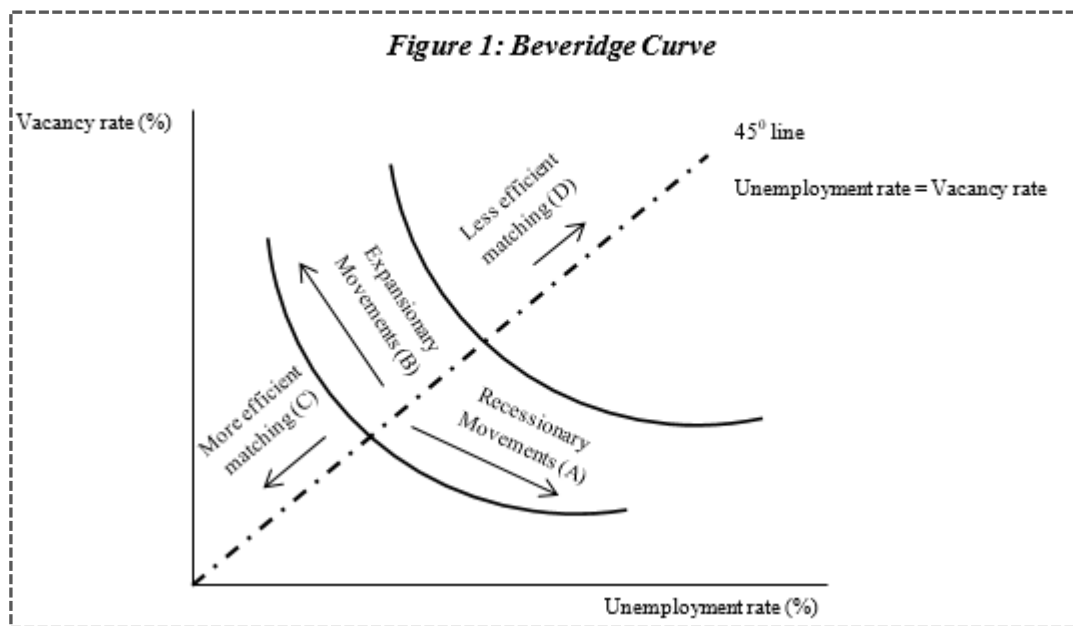 Figure 1: Beveridge Curve
Vacancy rate (%)
45⁰ line
Unemployment rate = Vacancy rate
Less efficient
matching (D)
Expansionary
Movements (B)
More efficient
matching (C)
Recessionary
Movements (A)
Unemployment rate (%)